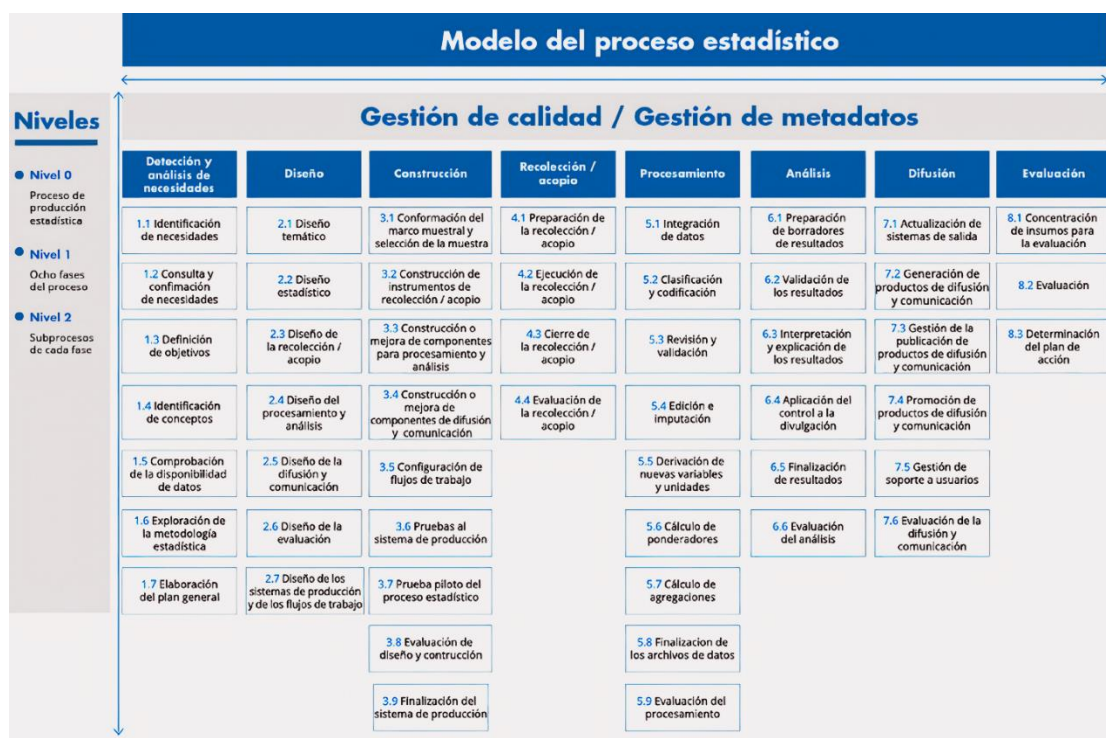 Modelo del proceso estadístico
Niveles
Nivel 0
Proceso de
producción
estadística
Nivel 1
Ocho fases
del proceso
Nivel 2
Subprocesos
de cada fase
Gestión de calidad / Gestión de metadatos
Detección y
análisis de
necesidades
1.1 Identificación
de necesidades
1.2 Consulta y
confimación
de necesidades
1.3 Definición
de objetivos
1.4 Identificación
de conceptos
1.5 Comprobación
de la disponibilidad
de datos
1.6 Exploración de
la metodología
estadística
1.7 Elaboración
del plan general
Diseño
2.1 Diseño
temático
2.2 Diseño
estadístico
2.3 Diseño de
la recolección /
acopio
2.4 Diseño del
procesamiento y
análisis
2.5 Diseño de la
difusión y
comunicación
2.6 Diseño de la
evaluación
2.7 Diseño de los
sistemas de producción
y de los flujos de trabajo
Construcción
3.1 Conformación del
marco muestral y
selección de la muestra
3.2 Construcción de
instrumentos de
recolección / acopio
3.3 Construcción o
mejora de componentes
para procesamiento y
análisis
3.4 Construcción o
mejora de
componentes de difusión
y comunicación
3.5 Configuración de
flujos de trabajo
3.6 Pruebas al
sistema de producción
3.7 Prueba piloto del
proceso estadístico
3.8 Evaluación de
diseño y contrucción
3.9 Finalización del
sistema de producción
Recolección /
acopio
4.1 Preparación de
la recolección /
acopio
4.2 Ejecución de
la recolección /
acopio
4.3 Cierre de
la recolección /
acopio
4.4 Evaluación de
la recolección /
acopio
Procesamiento
5.1 Integración
de datos
5.2 Clasificación
y codificación
5.3 Revisión y
validación
5.4 Edición e
imputación
5.5 Derivación de
nuevas variables
y unidades
5.6 Cálculo de
ponderadores
5.7 Cálculo de
agregaciones
5.8 Finalizacion de
los archivos de datos
5.9 Evaluación del
procesamiento
Análisis
6.1 Preparación
de borradores
de resultados
6.2 Validación de
los resultados
6.3 Interpretación
y explicación de
los resultados
6.4 Aplicación del
control a la
divulgación
6.5 Finalización
de resultados
6.6 Evaluación
del análisis
Difusión
7.1 Actualización de
sistemas de salida
7.2 Generación de
productos de difusión
y comunicación
7.3 Gestión de la
publicación de
productos de difusión
y comunicación
7.4 Promoción de
productos de difusión
y comunicación
7.5 Gestión de
soporte a usuarios
7.6 Evaluación de la
difusión y
comunicación
Evaluación
8.1 Concentración
de insumos para
la evaluación
8.2 Evaluación
8.3 Determinación
del plan de
acción